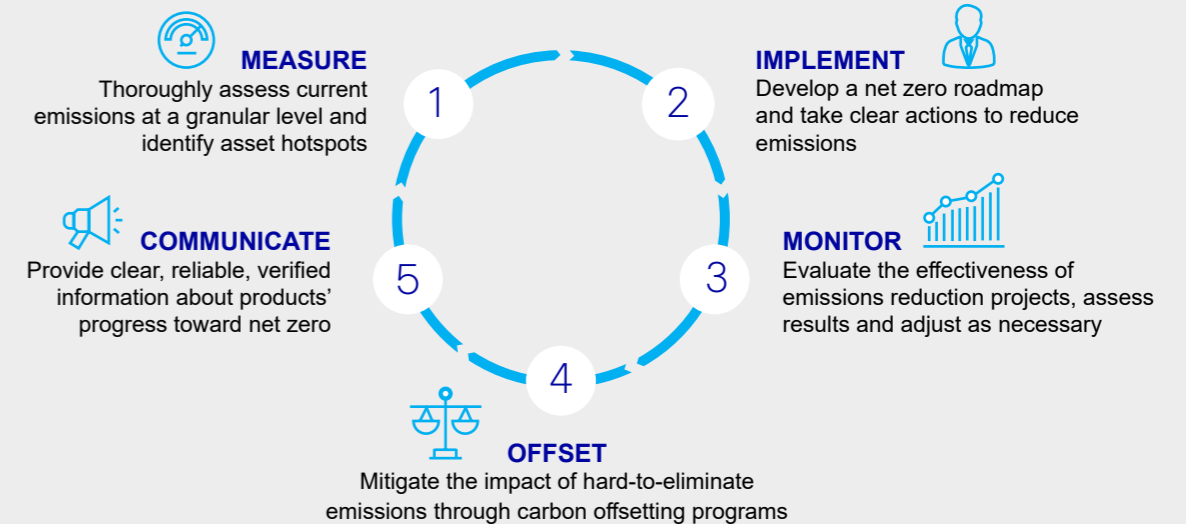 MEASURE
Thoroughly assess current
emissions at a granular level and
identify asset hotspots
1
2
IMPLEMENT
Develop a net zero roadmap
and take clear actions to reduce
emissions
3
MONITOR
Evaluate the effectiveness of
emissions reduction projects, assess
results and adjust as necessary
4
OFFSET
Mitigate the impact of hard-to-eliminate
emissions through carbon offsetting programs
5
COMMUNICATE
Provide clear, reliable, verified
information about products’
progress toward net zero